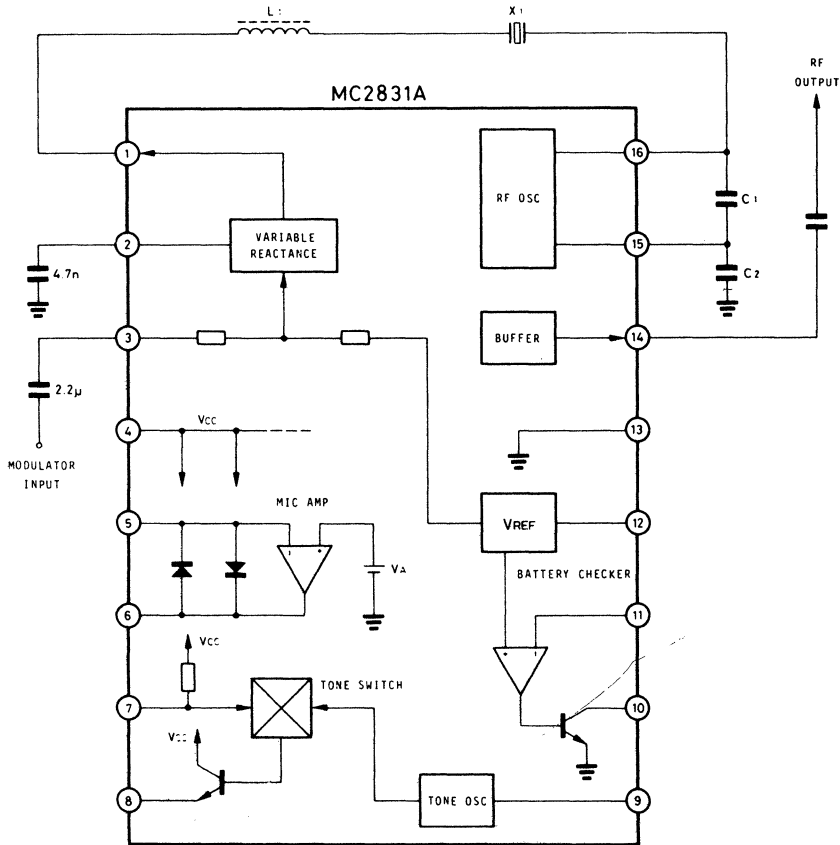 L1
X1
RF
OUTPUT
MC2831A
1
16
RF OSC
C1
2
VARIABLE
REACTANCE
15
4.7n
C2
3
BUFFER
14
2.2µ
4
VCC
13
MODULATOR
INPUT
MIC AMP
5
VREF
12
VA
BATTERY CHECKER
6
11
VCC
TONE SWITCH
7
10
VCC
8
TONE OSC
9